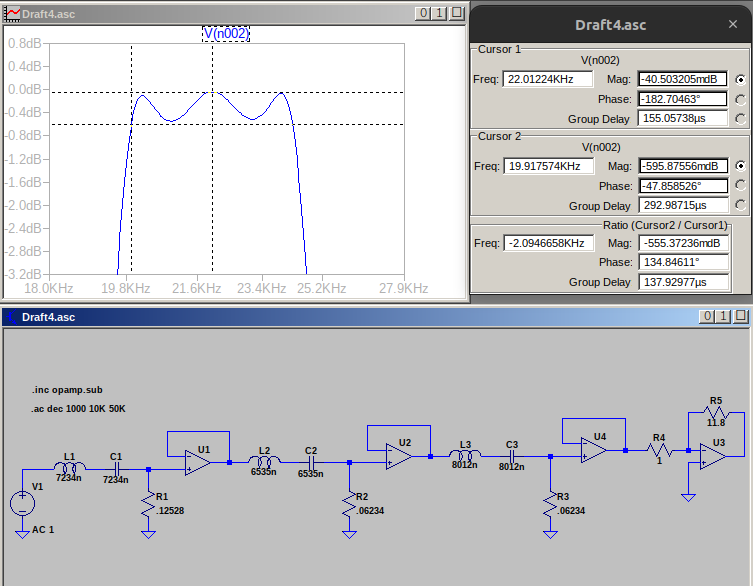 Draft4.asc
V(n002)
0.8dB
0.4dB
0.0dB
-0.4dB
-0.8dB
-1.2dB
-1.6dB
-2.0dB
-2.4dB
-2.8dB
-3.2dB
18.0KHz 19.8KHz 21.6KHz 23.4KHz 25.2KHz 27.9KHz
Draft4.asc
Cursor 1
V(n002)
Freq: 22.01224KHz Mag: -40.503205mdB
Phase: -182.70463°
Group Delay 155.05738µs
Cursor 2
V(n002)
Freq: 19.917574KHz Mag: -595.87556mdB
Phase: -47.858526°
Group Delay 292.98715µs
Ratio (Cursor2 / Cursor1)
Freq: -2.0946658KHz Mag: -555.37236mdB
Phase: 134.84611°
Group Delay 137.92977µs
Draft4.asc
.inc opamp.sub
.ac dec 1000 10K 50K
V1
AC 1
L1
7234n
C1
7234n
R1
.12528
U1
L2
6535n
C2
6535n
R2
.06234
U2
L3
8012n
C3
8012n
R3
.06234
U4
R4
1
R5
11.8
U3